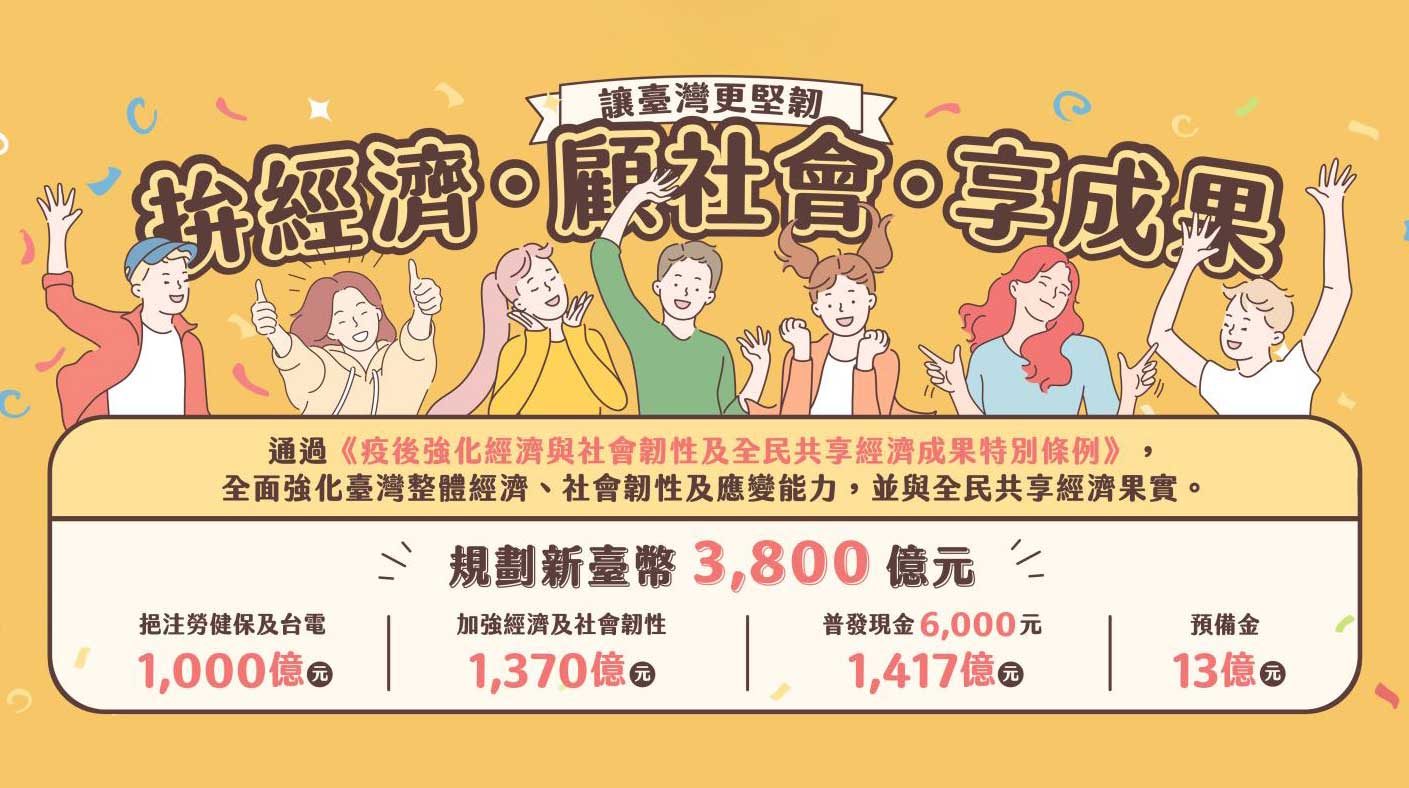 讓臺灣更堅韌
拚經濟·顧社會·享成果
通過《疫後強化經濟與社會韌性及全民共享經濟成果特別條例》，
全面強化臺灣整體經濟、社會韌性及應變能力，並與全民共享經濟果實。
規劃新臺幣 3,800 億元
挹注勞健保及台電
1,000億元
加強經濟及社會韌性
1,370億元
普發現金6,000元
1,417億元
預備金
13億元